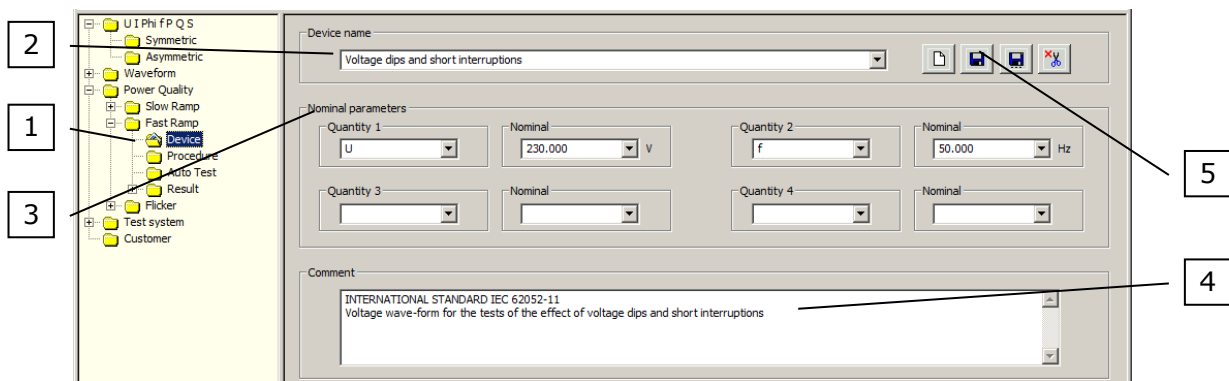 U I Phi f P Q S
Symmetric
Asymmetric
Waveform
Power Quality
Slow Ramp
Fast Ramp
Device
Procedure
Auto Test
Result
Flicker
Test system
Customer
2
1
3
Device name
Voltage dips and short interruptions
Nominal parameters
Quantity 1
U
Nominal
230.000
V
Quantity 2
f
Nominal
50.000
Hz
Quantity 3
Nominal
Quantity 4
Nominal
Comment
INTERNATIONAL STANDARD IEC 62052-11
Voltage wave-form for the tests of the effect of voltage dips and short interruptions
5
4